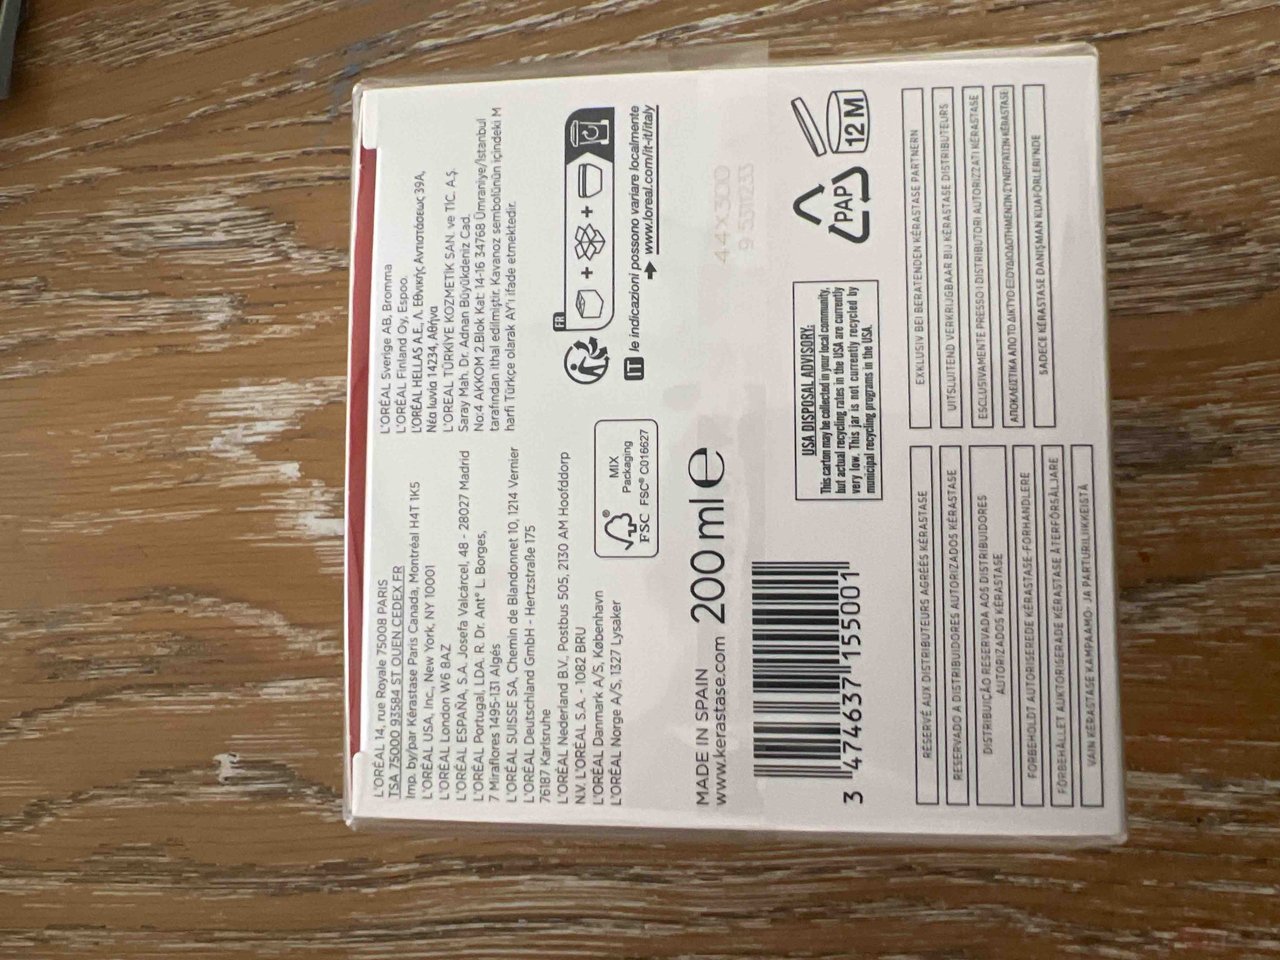 L'ORÉAL 14, rue Royale 75008 PARIS
TSA 75000 93584 ST OUEN CEDEX FR
Imp. by/par Kérastase Paris Canada, Montréal H4T 1K5
L'ORÉAL USA, Inc., New York, NY 10001
L'ORÉAL London W6 8AZ
L'ORÉAL ESPAÑA, S.A. Josefa Valcárcel, 48 - 28027 Madrid
L'ORÉAL Portugal, LDA. R. Dr. Antº L. Borges,
7 Miraflores 1495-131 Algés
L'ORÉAL SUISSE SA, Chemin de Blandonnet 10, 1214 Vernier
L'ORÉAL Deutschland GmbH - Hertzstraße 175
76187 Karlsruhe
L'ORÉAL Nederland B.V., Postbus 505, 2130 AM Hoofddorp
N.V. L'ORÉAL S.A. - 1082 BRU
L'ORÉAL Danmark A/S, København
L'ORÉAL Norge A/S, 1327 Lysaker
L'ORÉAL Sverige AB, Bromma
L'ORÉAL Finland Oy, Espoo.
L'ORÉAL HELLAS A.E., Λ. Εθνικής Αντιστάσεως 39A,
Νέα Ιωνία 14234, Αθήνα
L'OREAL TÜRKİYE KOZMETİK SAN. ve TİC. A.Ş.
Saray Mah. Dr. Adnan Büyükdeniz Cad.
No:4 AKKOM 2.Blok Kat: 14-16 34768 Ümraniye/İstanbul
tarafından ithal edilmiştir. Kavanoz sembolünün içindeki M
harfi Türkçe olarak AY'ı ifade etmektedir.
FR
IT le indicazioni possono variare localmente
www.loreal.com/it-it/italy
MIX
Packaging
FSC FSC® C016627
MADE IN SPAIN
www.kerastase.com 200 ml e
44X300
3 474637 155001
USA DISPOSAL ADVISORY:
This carton may be collected in your local community,
but actual recycling rates in the USA are currently
very low. This jar is not currently recycled by
municipal recycling programs in the USA.
PAP
12 M
RÉSERVÉ AUX DISTRIBUTEURS AGRÉÉS KÉRASTASE
RESERVADO A DISTRIBUIDORES AUTORIZADOS KÉRASTASE
DISTRIBUIÇÃO RESERVADA AOS DISTRIBUIDORES
AUTORIZADOS KÉRASTASE
FORBEHOLDT AUTORISEREDE KÉRASTASE-FORHANDLERE
FÖRBEHÅLLET AUKTORISERADE KÉRASTASE ÅTERFÖRSÄLJARE
VAIN KÉRASTASE KAMPAAMO- JA PARTURILIIKKEISTÄ
EXKLUSIV BEI BERATENDEN KÉRASTASE PARTNERN
UITSLUITEND VERKRIJGBAAR BIJ KÉRASTASE DISTRIBUTEURS
ESCLUSIVAMENTE PRESSO I DISTRIBUTORI AUTORIZZATI KÉRASTASE
ΑΠΟΚΛΕΙΣΤΙΚΑ ΑΠΟ ΤΟ ΔΙΚΤΥΟ ΕΞΟΥΣΙΟΔΟΤΗΜΕΝΩΝ ΣΥΝΕΡΓΑΤΩΝ KÉRASTASE
SADECE KÉRASTASE DANIŞMAN KUAFÖRLERİ'NDE